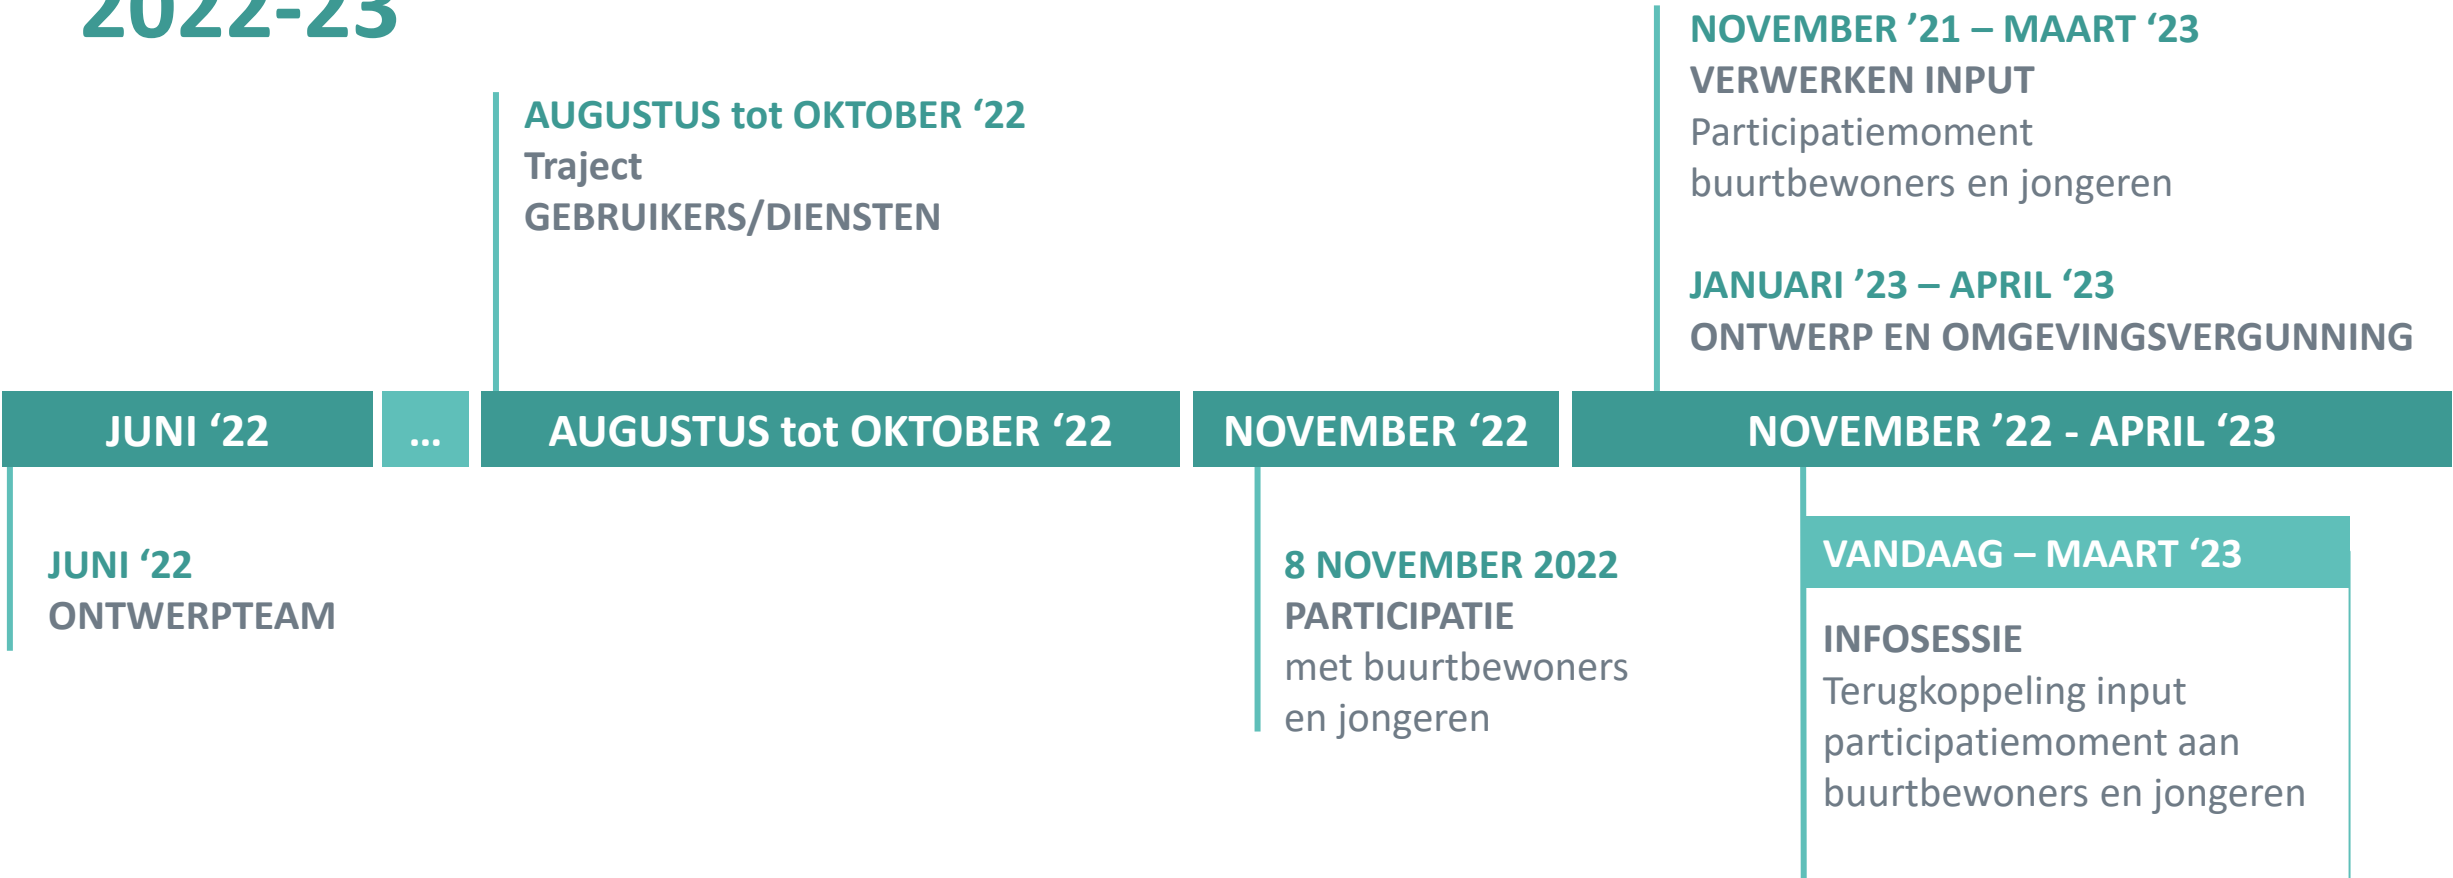 2022-23
NOVEMBER ’21 – MAART ‘23
VERWERKEN INPUT
Participatiemoment
buurtbewoners en jongeren
JANUARI ’23 – APRIL ‘23
ONTWERP EN OMGEVINGSVERGUNNING
AUGUSTUS tot OKTOBER ‘22
Traject
GEBRUIKERS/DIENSTEN
JUNI ‘22
...
AUGUSTUS tot OKTOBER ‘22
NOVEMBER ‘22
NOVEMBER ’22 - APRIL ‘23
JUNI ‘22
ONTWERPTEAM
8 NOVEMBER 2022
PARTICIPATIE
met buurtbewoners
en jongeren
VANDAAG – MAART ‘23
INFOSESSIE
Terugkoppeling input
participatiemoment aan
buurtbewoners en jongeren